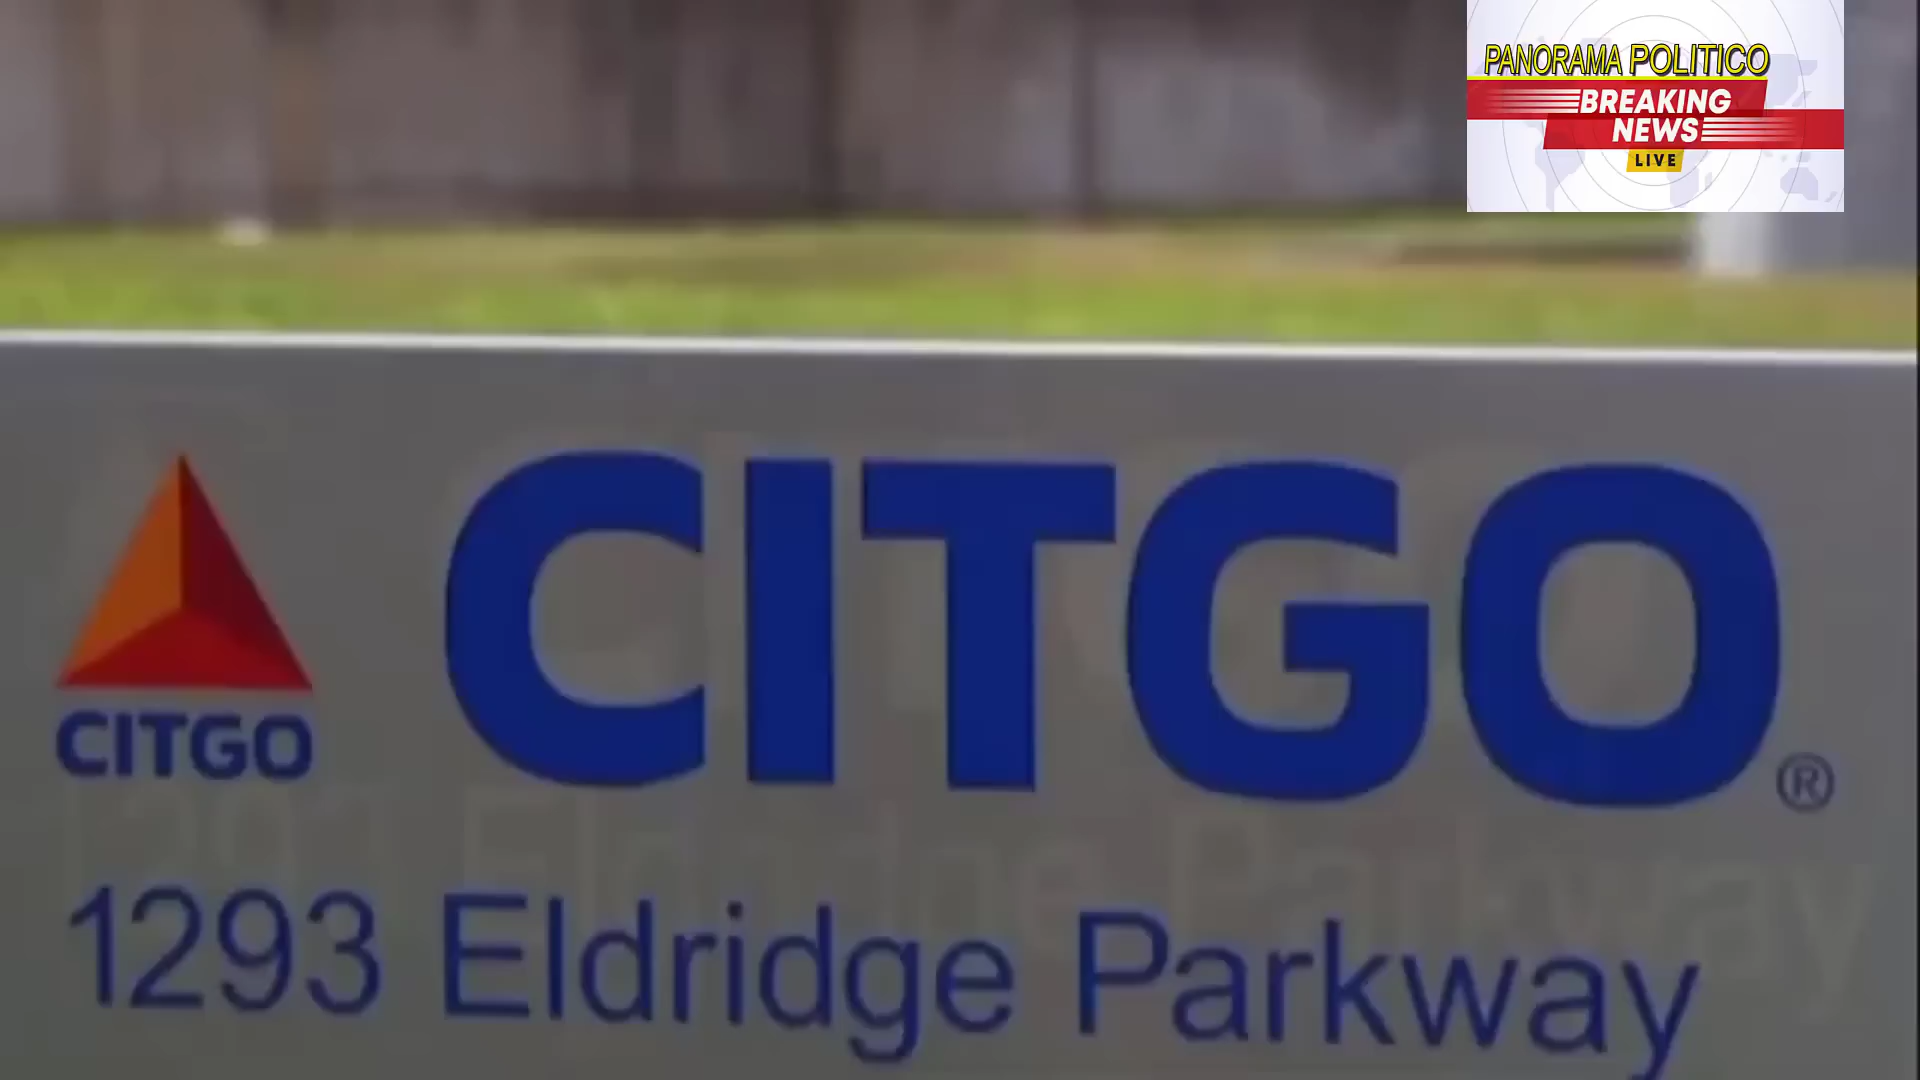 PANORAMA POLITICO
BREAKING
NEWS
LIVE
CITGO
CITGO®
1293 Eldridge Parkway